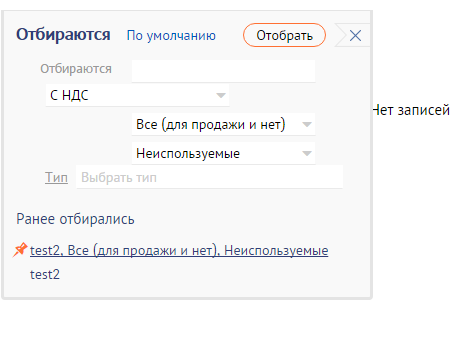 Отбираются По умолчанию Отобрать
Отбираются
С НДС
Нет записей
Все (для продажи и нет)
Неиспользуемые
Тип Выбрать тип
Ранее отбирались
test2, Все (для продажи и нет), Неиспользуемые
test2